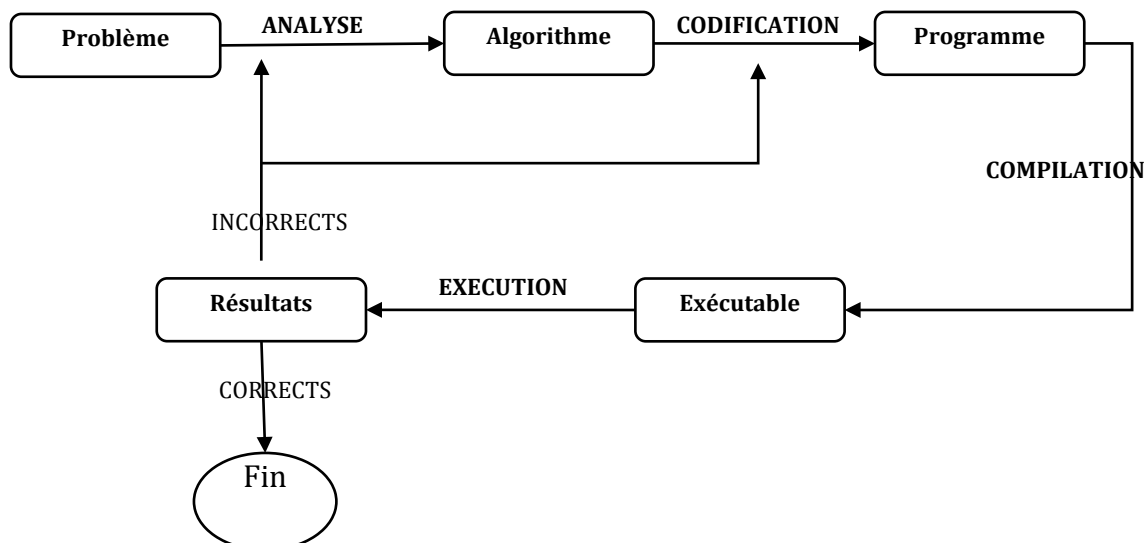 Problème
ANALYSE
Algorithme
CODIFICATION
Programme
COMPILATION
INCORRECTS
Résultats
EXECUTION
Exécutable
CORRECTS
Fin